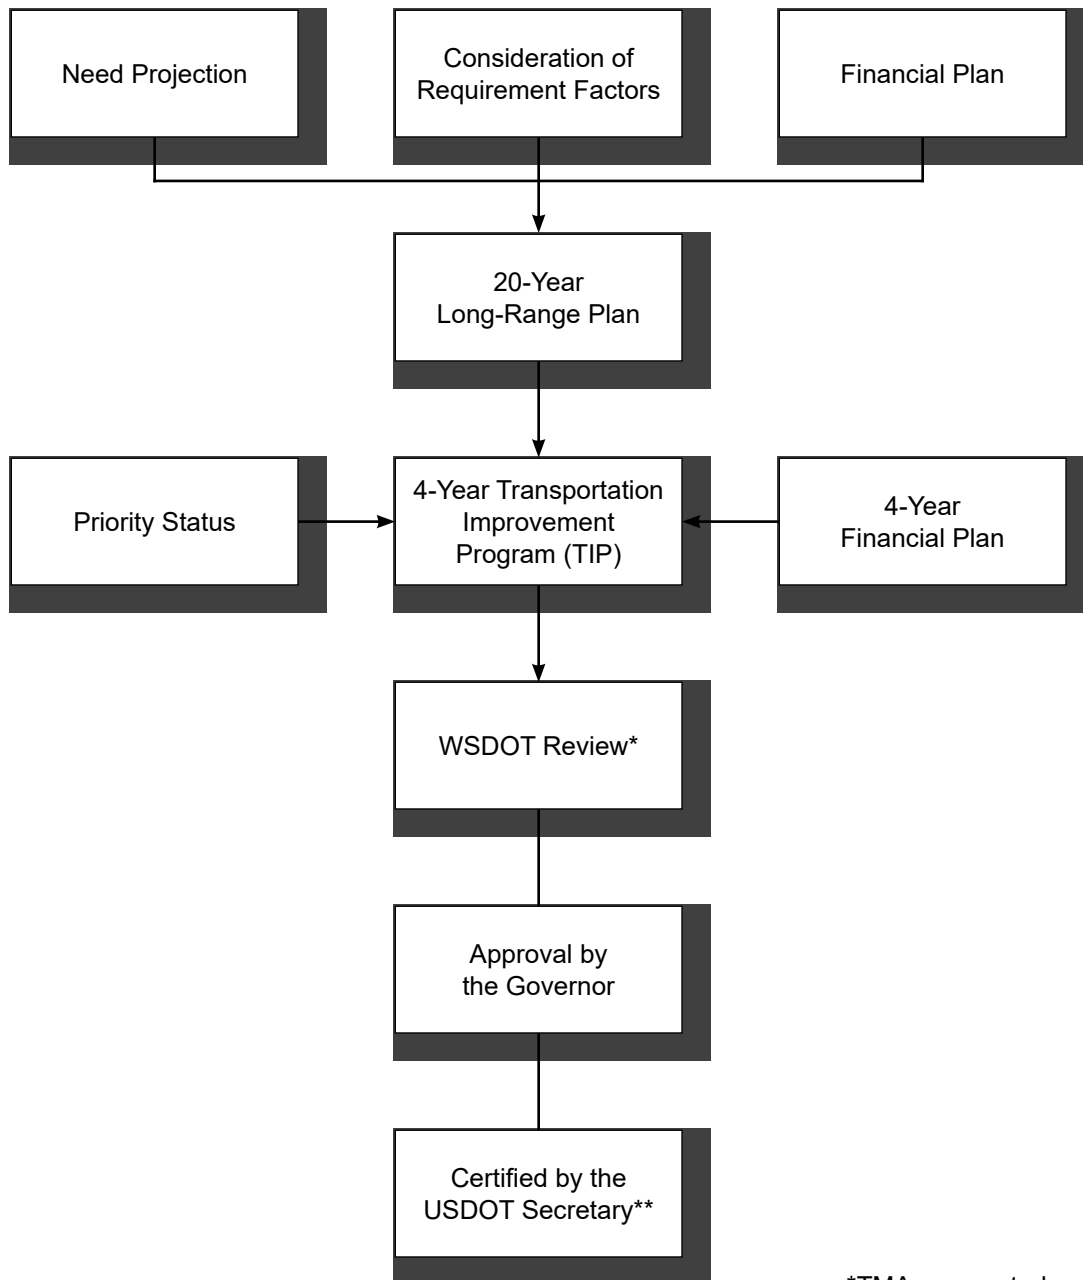 Need Projection
Consideration of
Requirement Factors
Financial Plan
20-Year
Long-Range Plan
Priority Status
4-Year Transportation
Improvement
Program (TIP)
4-Year
Financial Plan
WSDOT Review*
Approval by
the Governor
Certified by the
USDOT Secretary**